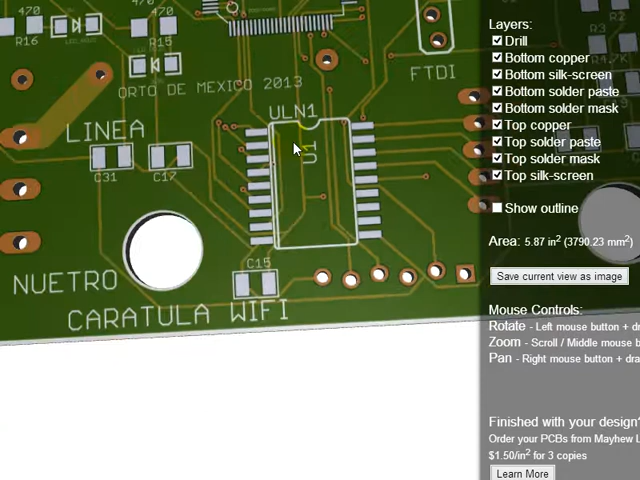 470
470
R16
R15
FTDI
ORTO DE MEXICO 2013
ULN1
LINEA
U1
C31
C17
C15
NUETRO
CARATULA WIFI
R3
R4.7K
Layers:
Drill
Bottom copper
Bottom silk-screen
Bottom solder paste
Bottom solder mask
Top copper
Top solder paste
Top solder mask
Top silk-screen
Show outline
Area: 5.87 in² (3790.23 mm²)
Save current view as image
Mouse Controls:
Rotate - Left mouse button + dra
Zoom - Scroll / Middle mouse b
Pan - Right mouse button + dra
Finished with your design?
Order your PCBs from Mayhew L
$1.50/in² for 3 copies
Learn More